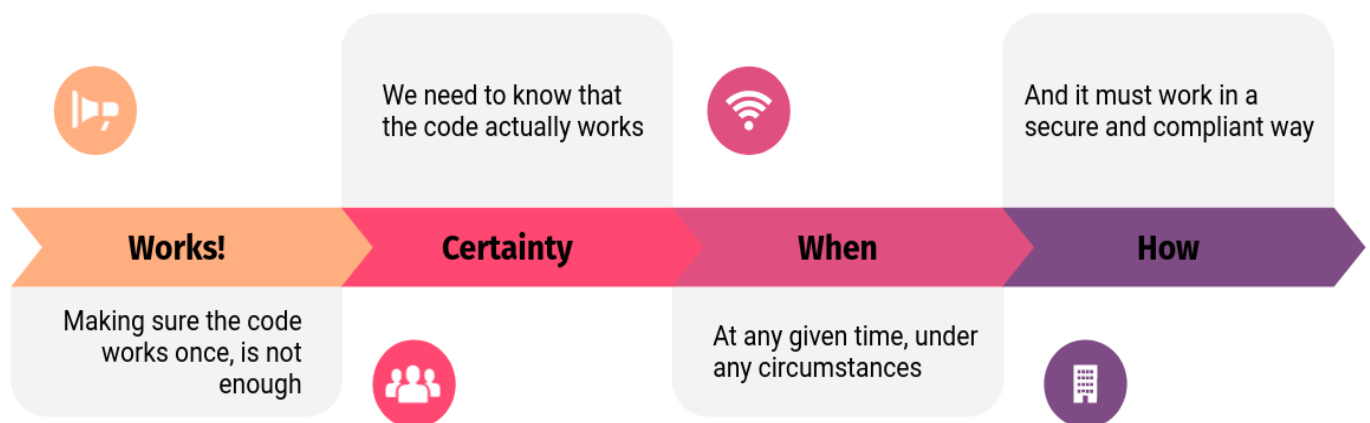 We need to know that
the code actually works
And it must work in a
secure and compliant way
Works!
Certainty
When
How
Making sure the code
works once, is not
enough
At any given time, under
any circumstances